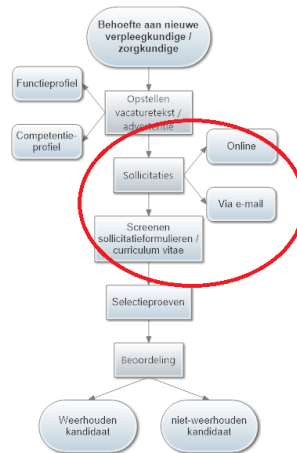 Behoefte aan nieuwe
verpleegkundige /
zorgkundige
Functieprofiel
Opstellen
vacaturetekst /
advertentie
Competentie-
profiel
Online
Sollicitaties
Via e-mail
Screenen
sollicitatieformulieren /
curriculum vitae
Selectieproeven
Beoordeling
Weerhouden
kandidaat
niet-weerhouden
kandidaat